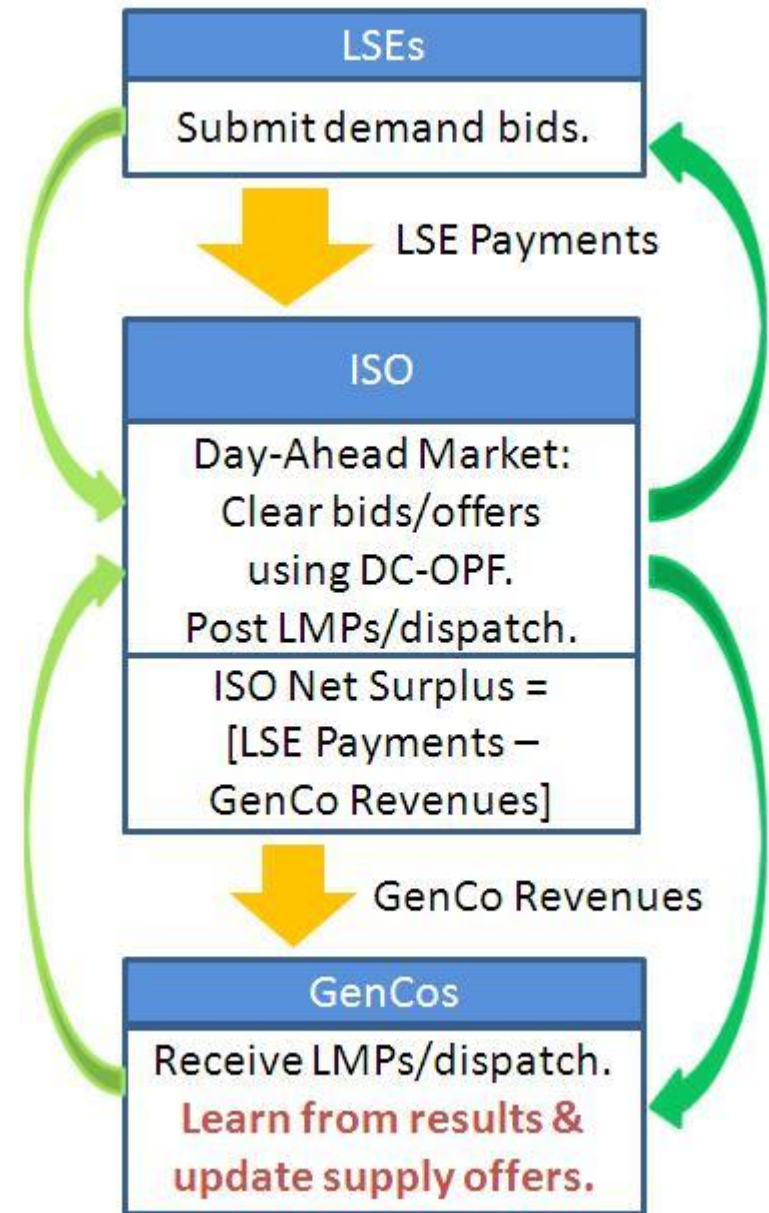 LSEs
Submit demand bids.
LSE Payments
ISO
Day-Ahead Market:
Clear bids/offers
using DC-OPF.
Post LMPs/dispatch.
ISO Net Surplus =
[LSE Payments –
GenCo Revenues]
GenCo Revenues
GenCos
Receive LMPs/dispatch.
Learn from results &
update supply offers.